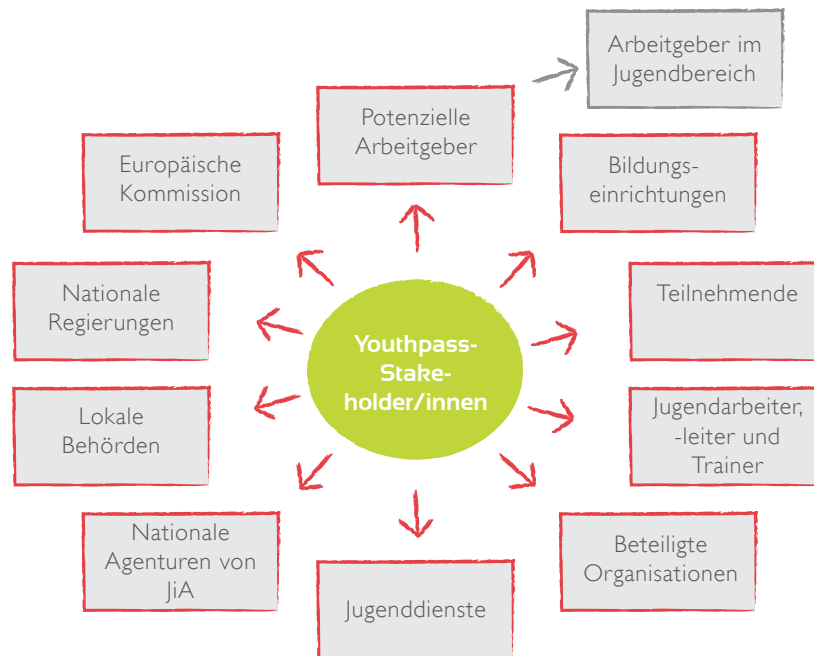 Arbeitgeber im
Jugendbereich
Potenzielle
Arbeitgeber
Europäische
Kommission
Bildungs-
einrichtungen
Nationale
Regierungen
Teilnehmende
Youthpass-
Stake-
holder/innen
Lokale
Behörden
Jugendarbeiter,
-leiter und
Trainer
Nationale
Agenturen von
JiA
Beteiligte
Organisationen
Jugenddienste